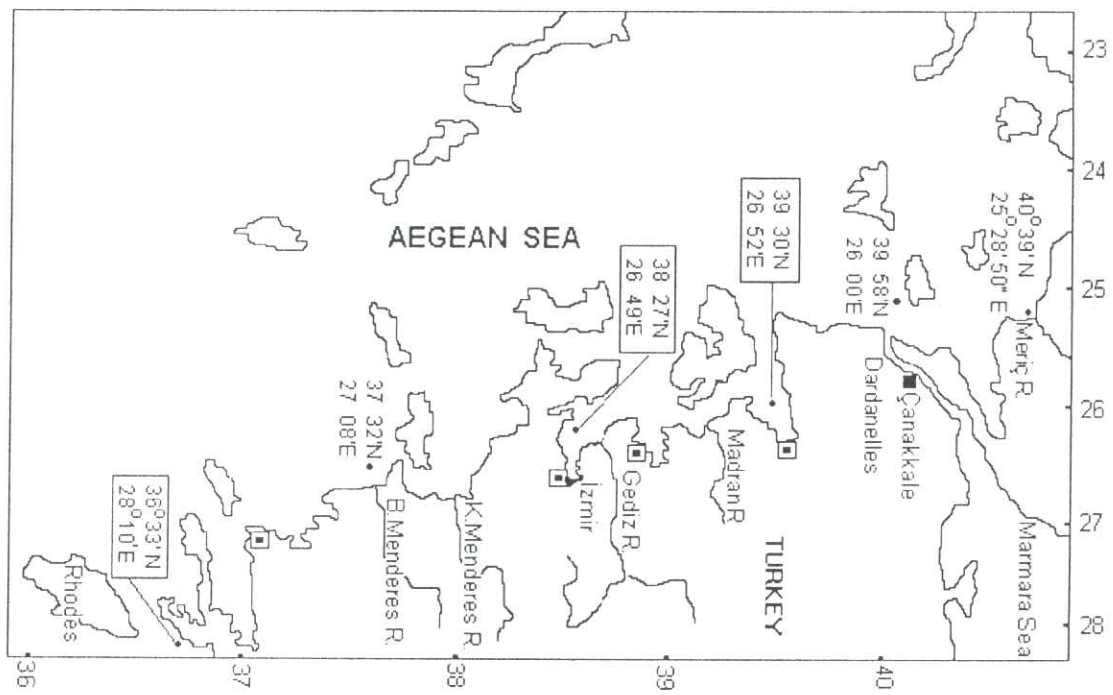 23
24
25
26
27
28
40°39'N
25°28'50" E
Meriç R.
Marmara Sea
39 58'N
26 00'E
Çanakkale
Dardanelles
39 30'N
26 52'E
TURKEY
Madran R
38 27'N
26 49'E
Gediz R.
İzmir
AEGEAN SEA
K.Menderes R.
B.Menderes R.
37 32'N
27 08'E
36°33'N
28°10'E
Rhodes
36
37
38
39
40